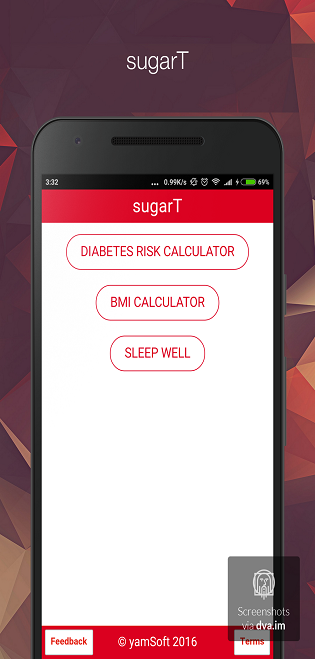 sugarT
3:32 ... 0.99K/s 69%
sugarT
DIABETES RISK CALCULATOR
BMI CALCULATOR
SLEEP WELL
Screenshots
via dva.im
Feedback © yamSoft 2016 Terms